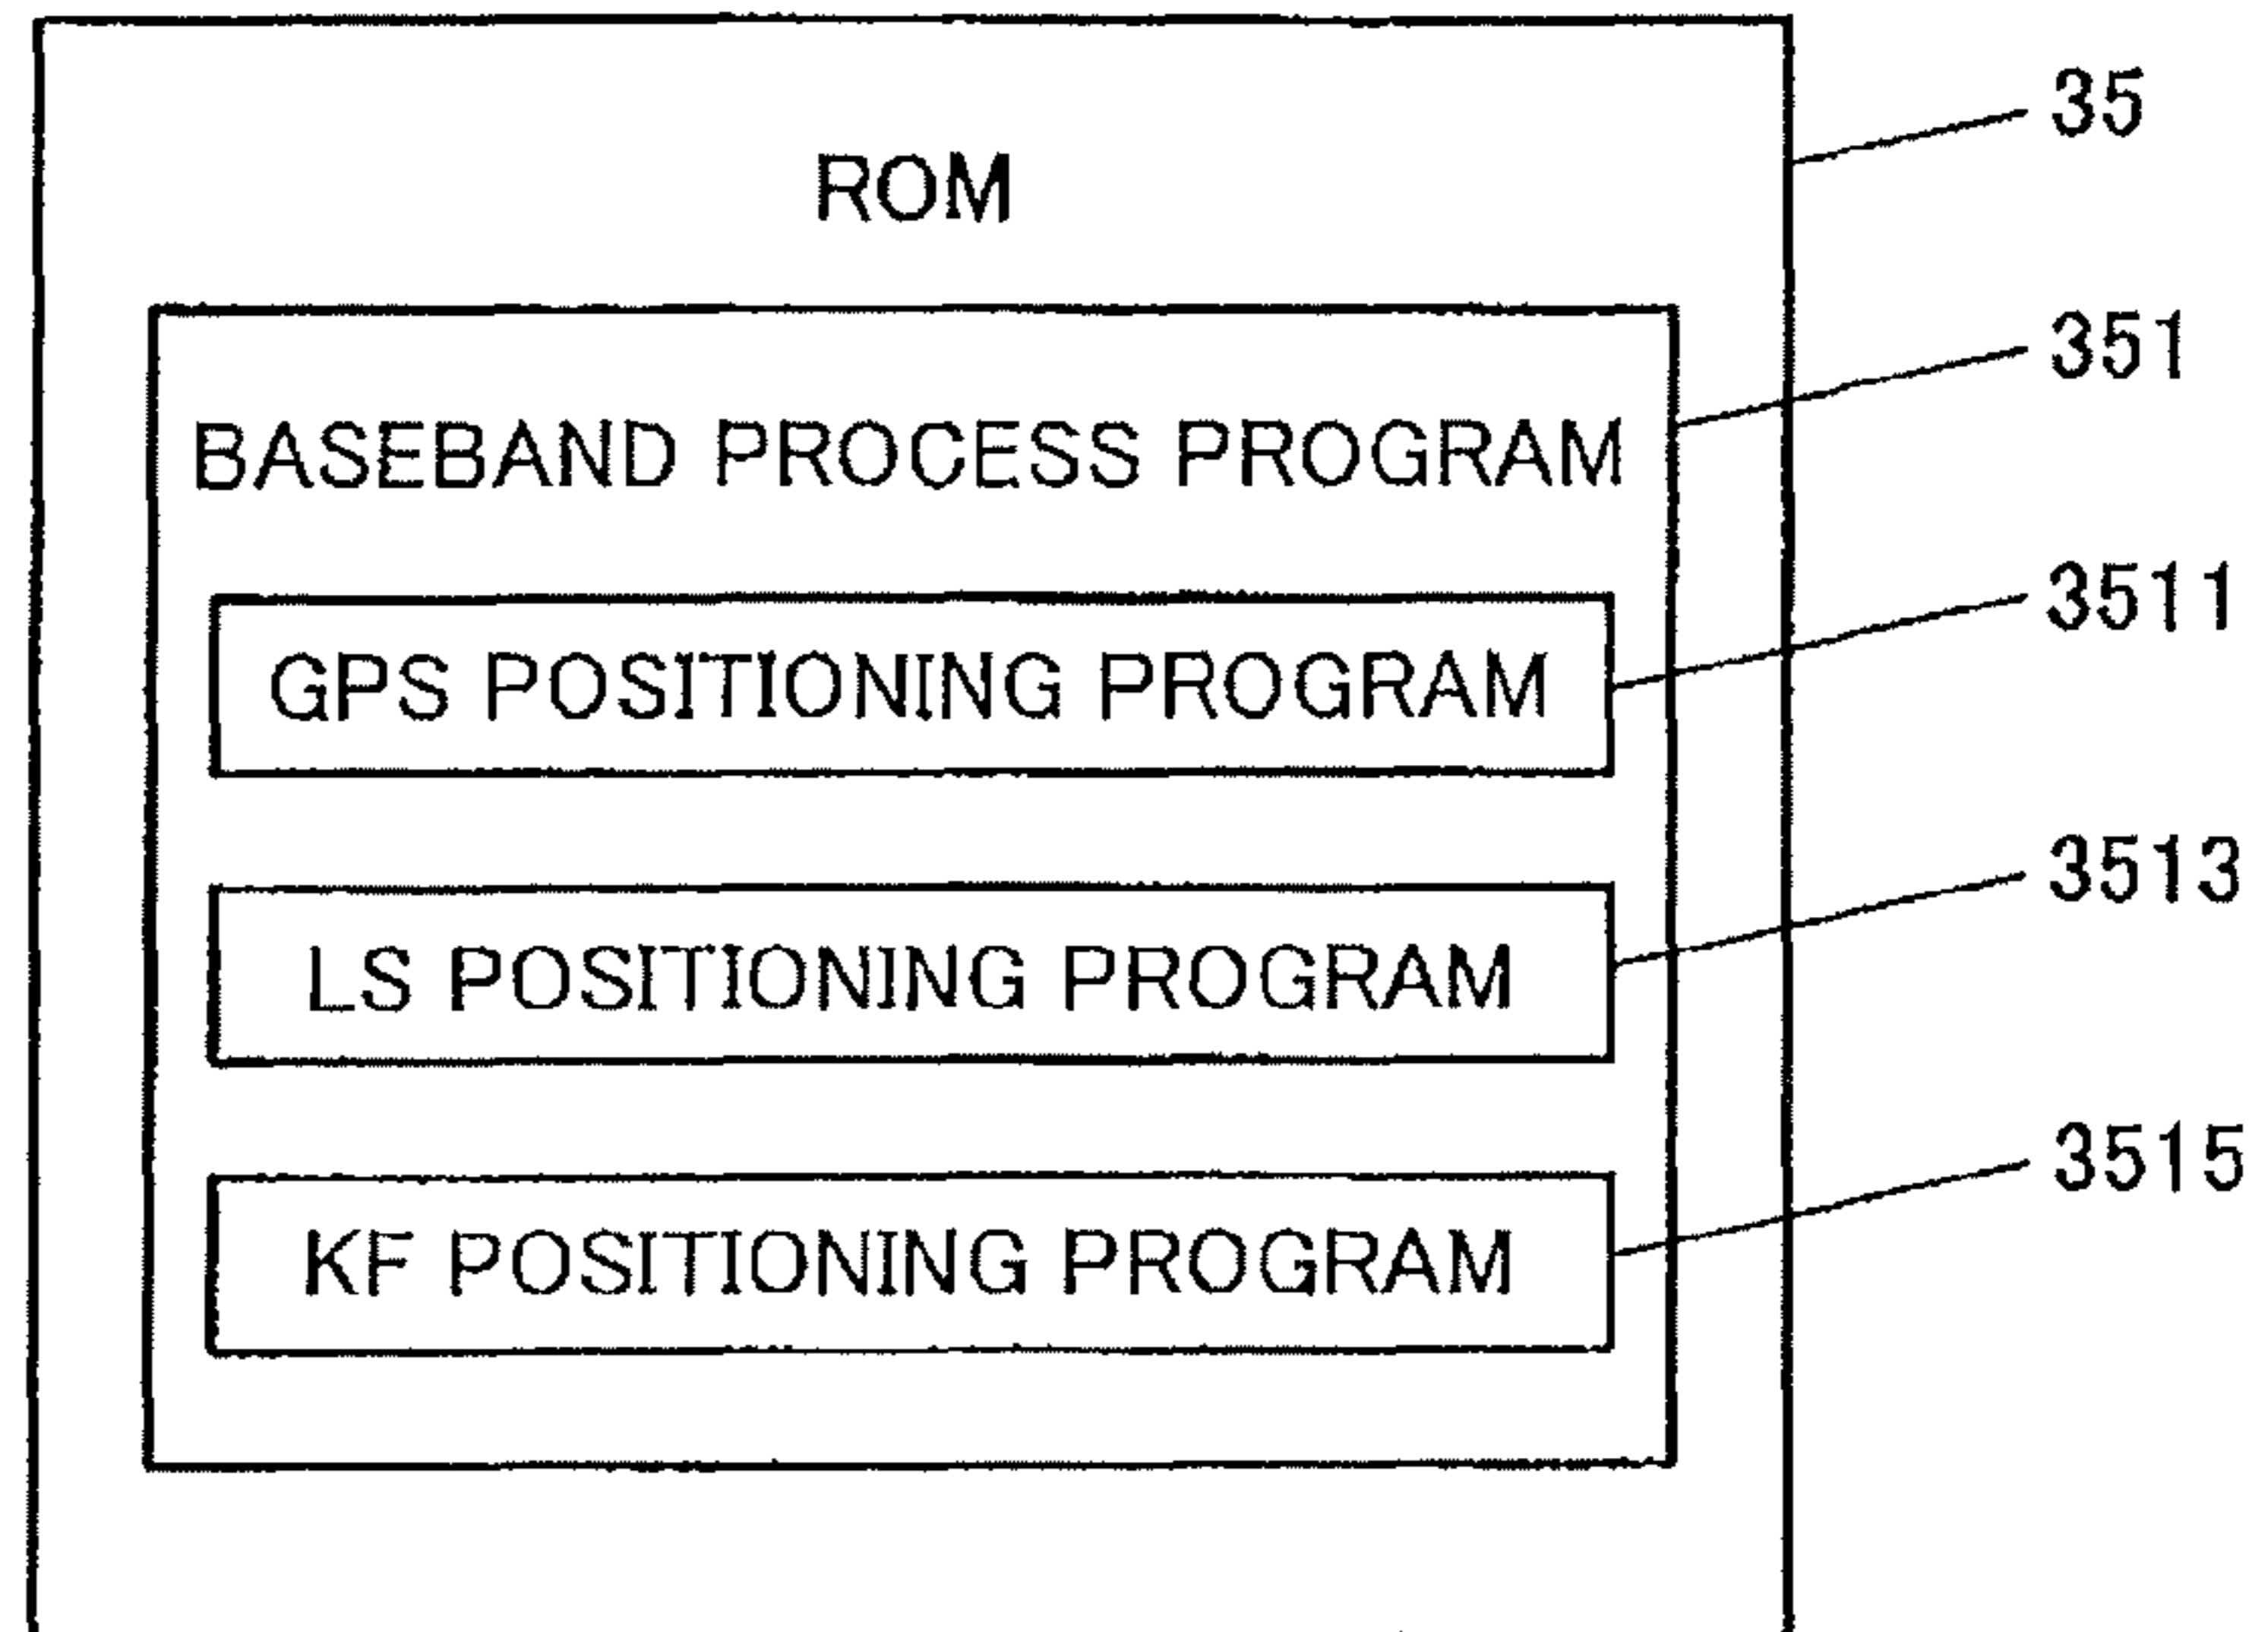 35
ROM
351
BASEBAND PROCESS PROGRAM
3511
GPS POSITIONING PROGRAM
3513
LS POSITIONING PROGRAM
3515
KF POSITIONING PROGRAM